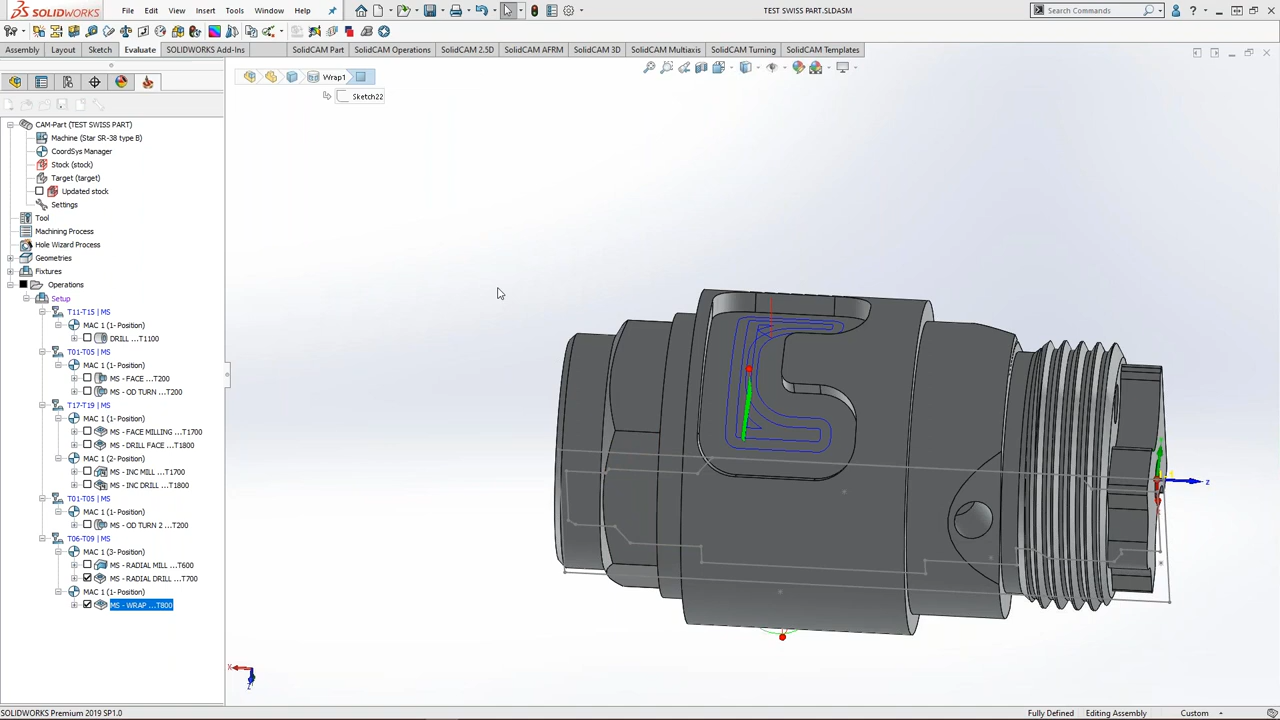 SOLIDWORKS File Edit View Insert Tools Window Help TEST SWISS PART.SLDASM Search Commands
Assembly Layout Sketch Evaluate SOLIDWORKS Add-Ins SolidCAM Part SolidCAM Operations SolidCAM 2.5D SolidCAM AFRM SolidCAM 3D SolidCAM Multiaxis SolidCAM Turning SolidCAM Templates
Wrap1
Sketch22
CAM-Part (TEST SWISS PART)
Machine (Star SR-38 type B)
CoordSys Manager
Stock (stock)
Target (target)
Updated stock
Settings
Tool
Machining Process
Hole Wizard Process
Geometries
Fixtures
Operations
Setup
T11-T15 | MS
MAC 1 (1-Position)
DRILL ...T1100
T01-T05 | MS
MAC 1 (1-Position)
MS - FACE ...T200
MS - OD TURN ...T200
T17-T19 | MS
MAC 1 (1-Position)
MS - FACE MILLING ...T1700
MS - DRILL FACE ...T1800
MAC 1 (2-Position)
MS - INC MILL ...T1700
MS - INC DRILL ...T1800
T01-T05 | MS
MAC 1 (1-Position)
MS - OD TURN 2 ...T200
T06-T09 | MS
MAC 1 (3-Position)
MS - RADIAL MILL ...T600
MS - RADIAL DRILL ...T700
MAC 1 (1-Position)
MS - WRAP ...T800
Z
X
Z
SOLIDWORKS Premium 2019 SP1.0 Fully Defined Editing Assembly Custom